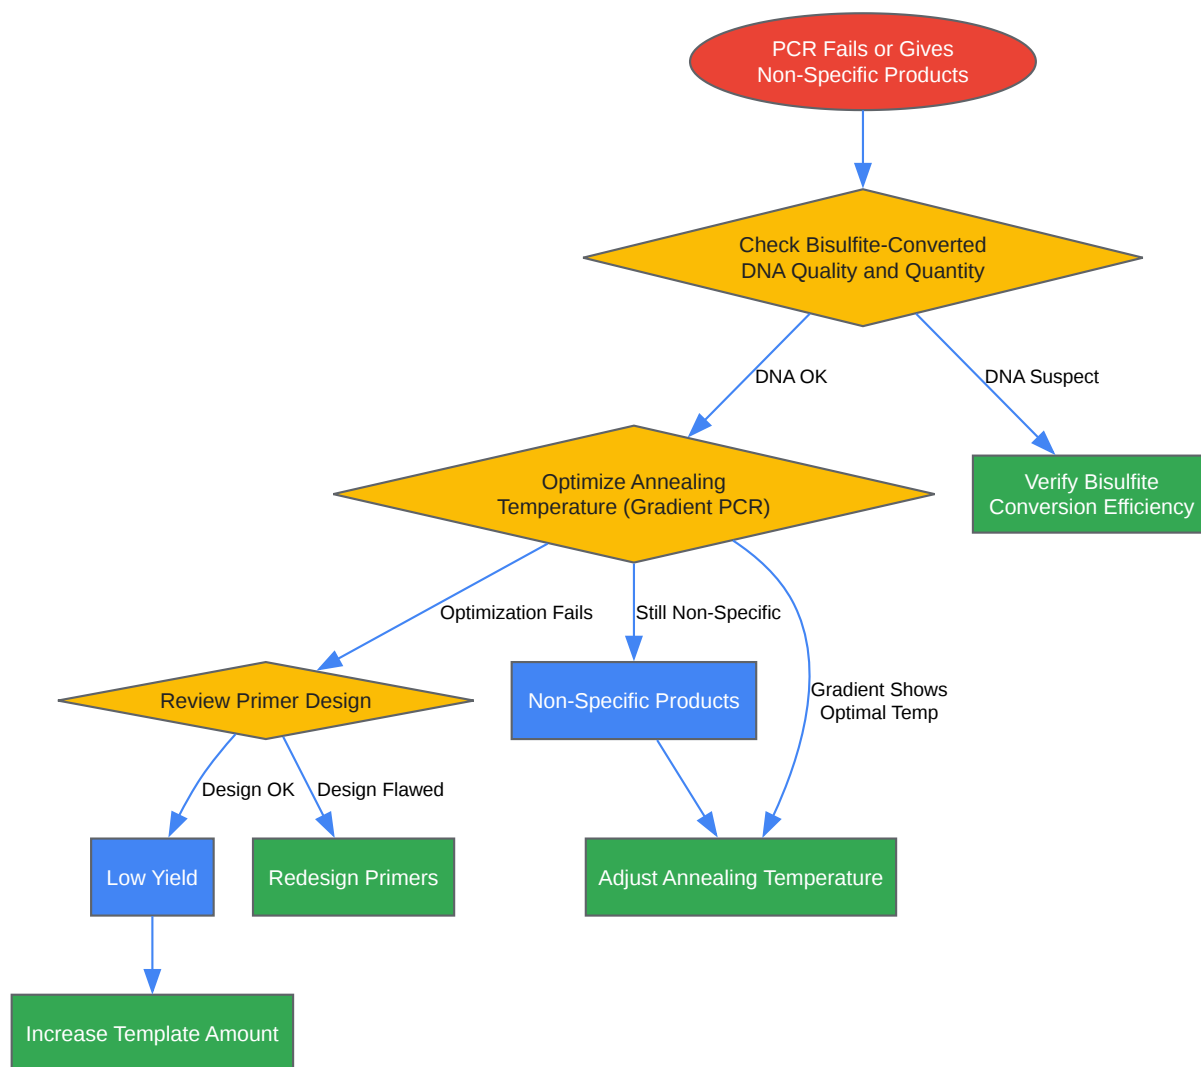 PCR Fails or Gives
Non-Specific Products
Check Bisulfite-Converted
DNA Quality and Quantity
DNA OK
DNA Suspect
Optimize Annealing
Temperature (Gradient PCR)
Verify Bisulfite
Conversion Efficiency
Optimization Fails
Still Non-Specific
Gradient Shows
Optimal Temp
Review Primer Design
Non-Specific Products
Design OK
Design Flawed
Low Yield
Redesign Primers
Adjust Annealing Temperature
Increase Template Amount